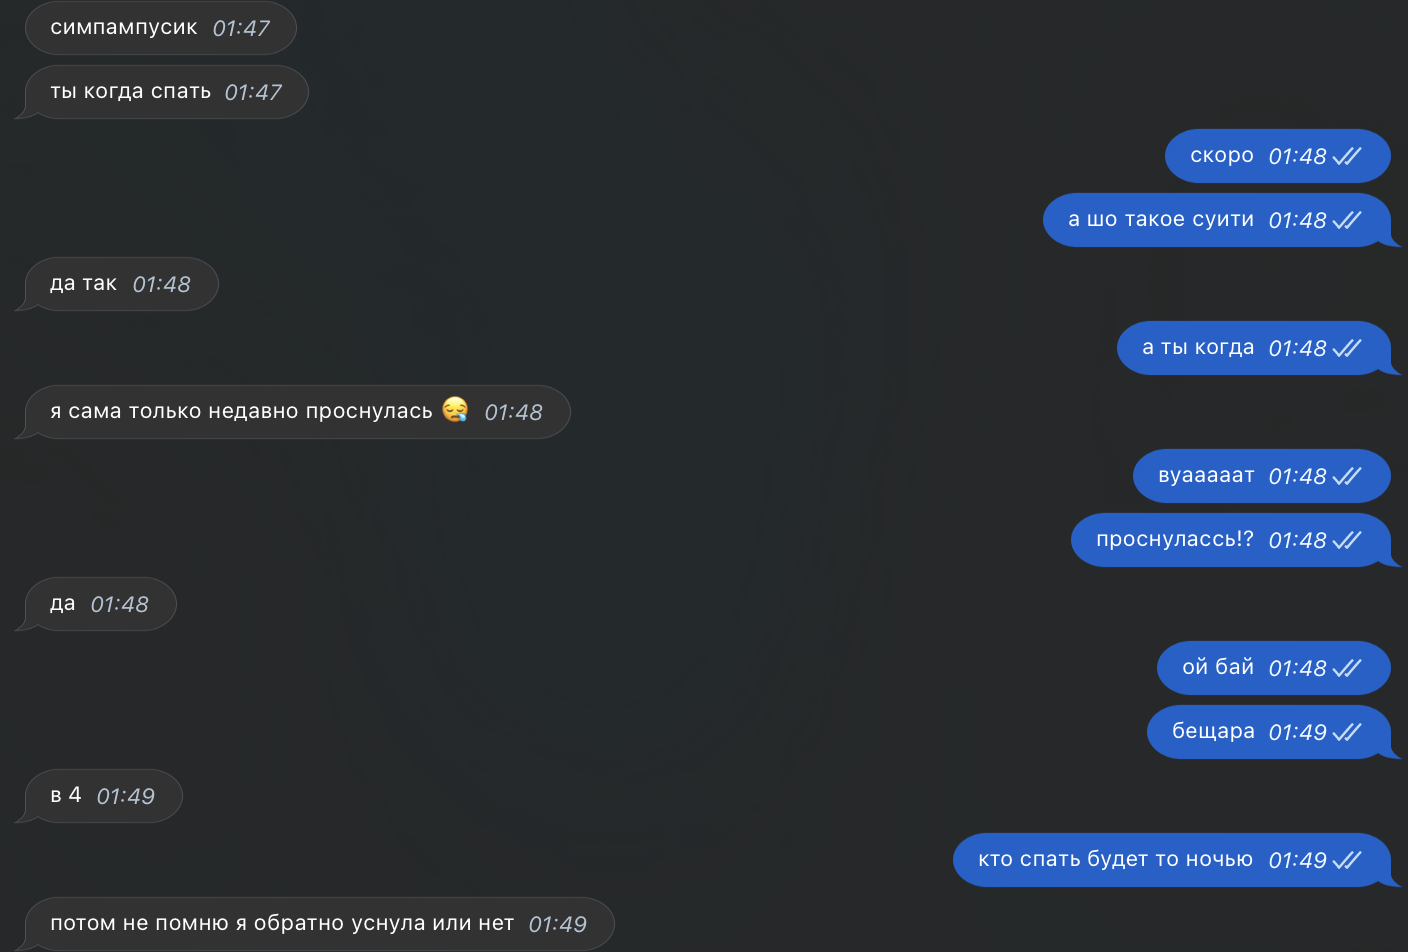 симпампусик 01:47
ты когда спать 01:47
скоро 01:48
а шо такое суити 01:48
да так 01:48
а ты когда 01:48
я сама только недавно проснулась 😪 01:48
вуааааат 01:48
проснулассь!? 01:48
да 01:48
ой бай 01:48
бещара 01:49
в 4 01:49
кто спать будет то ночью 01:49
потом не помню я обратно уснула или нет 01:49